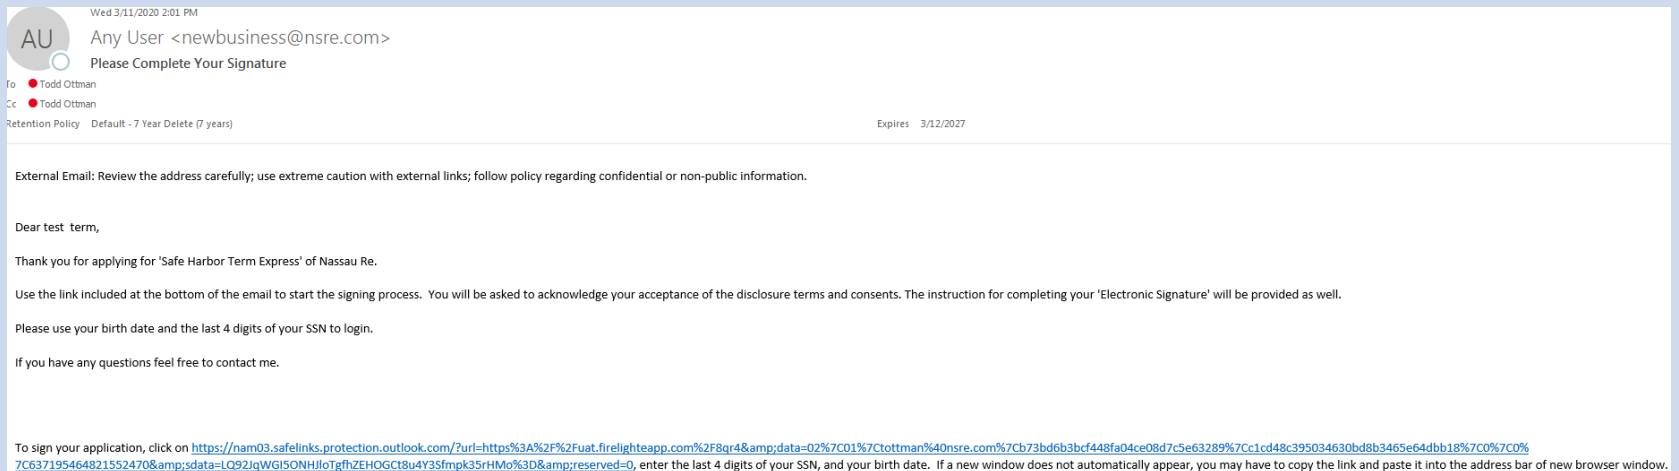 Wed 3/11/2020 2:01 PM
AU
Any User <newbusiness@nsre.com>
Please Complete Your Signature
To Todd Ottman
Cc Todd Ottman
Retention Policy Default - 7 Year Delete (7 years) Expires 3/12/2027
External Email: Review the address carefully; use extreme caution with external links; follow policy regarding confidential or non-public information.
Dear test  term,
Thank you for applying for 'Safe Harbor Term Express' of Nassau Re.
Use the link included at the bottom of the email to start the signing process.  You will be asked to acknowledge your acceptance of the disclosure terms and consents. The instruction for completing your 'Electronic Signature' will be provided as well.
Please use your birth date and the last 4 digits of your SSN to login.
If you have any questions feel free to contact me.
To sign your application, click on https://nam03.safelinks.protection.outlook.com/?url=https%3A%2F%2Fuat.firelighteapp.com%2F8qr4&amp;data=02%7C01%7Ctottman%40nsre.com%7Cb73bd6b3bcf448fa04ce08d7c5e63289%7Cc1cd48c395034630bd8b3465e64dbb18%7C0%7C0%
7C637195464821552470&amp;sdata=LQ92JqWGI5ONHJloTgfhZEHOGCt8u4Y3Sfmpk35rHMo%3D&amp;reserved=0, enter the last 4 digits of your SSN, and your birth date.  If a new window does not automatically appear, you may have to copy the link and paste it into the address bar of new browser window.